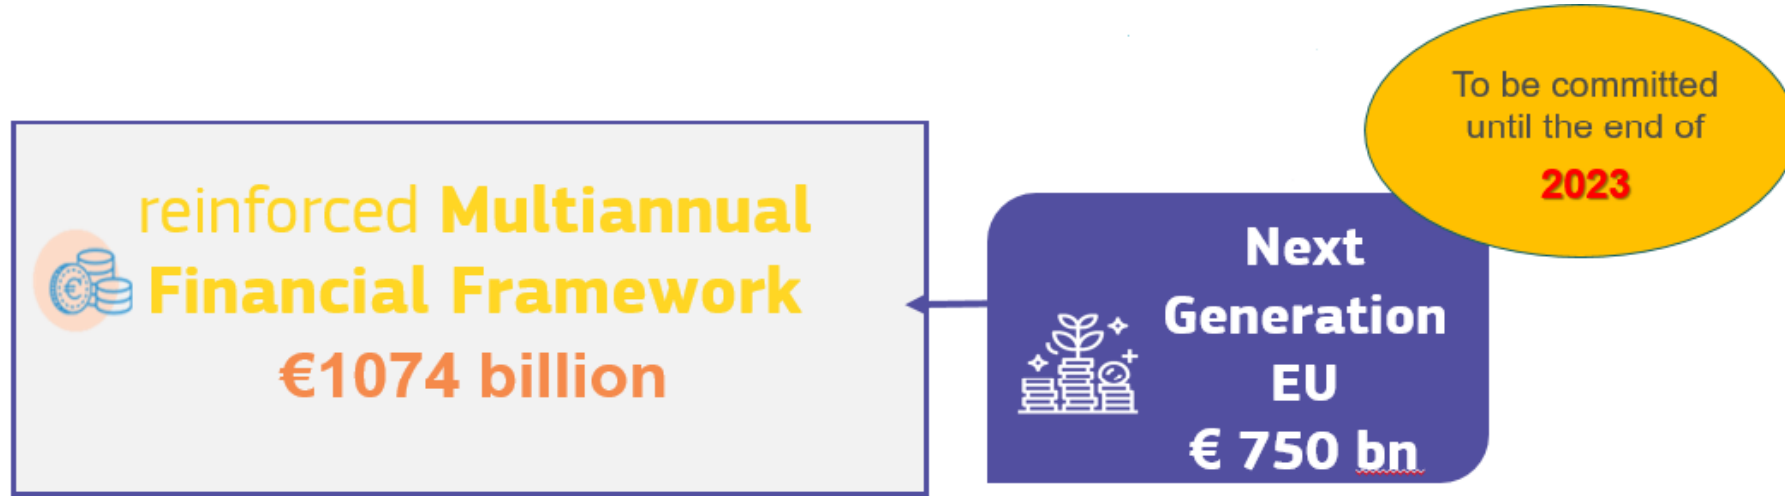 reinforced Multiannual
Financial Framework
€1074 billion
To be committed
until the end of
2023
Next
Generation
EU
€ 750 bn